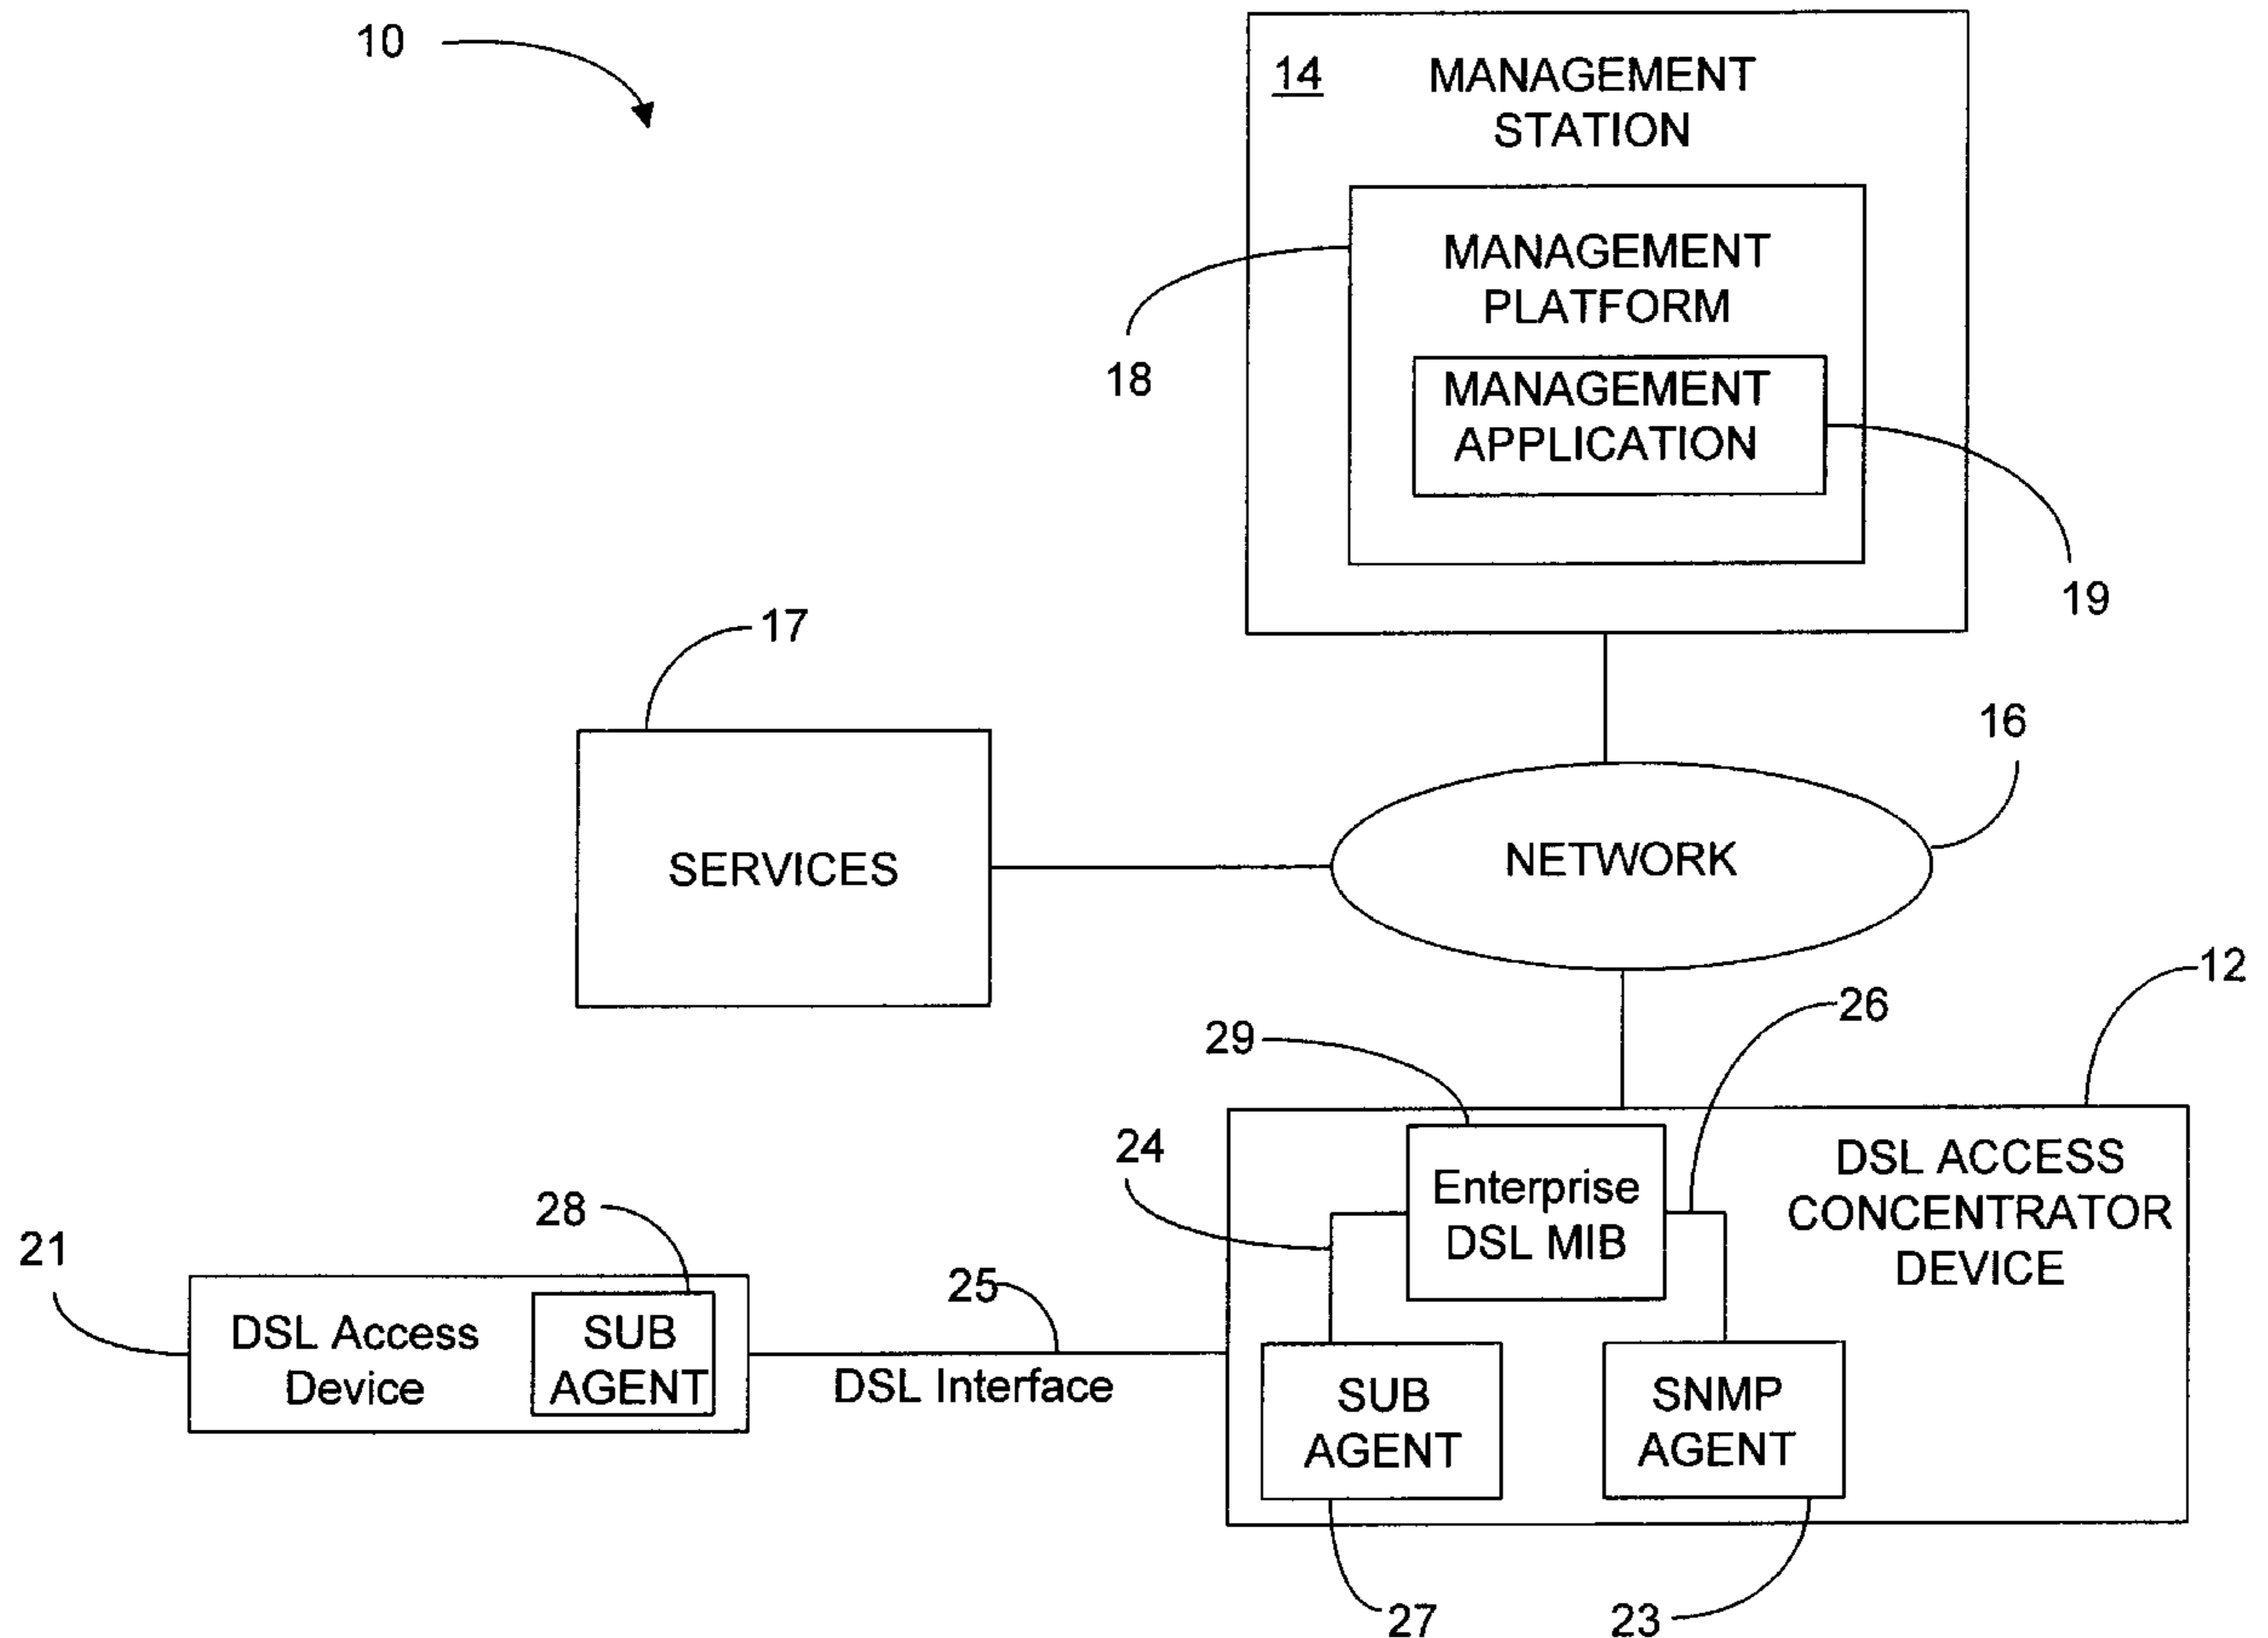 10
14
MANAGEMENT
STATION
MANAGEMENT
PLATFORM
18
MANAGEMENT
APPLICATION
19
17
SERVICES
16
NETWORK
12
26
29
24
Enterprise
DSL MIB
DSL ACCESS
CONCENTRATOR
DEVICE
28
21
25
DSL Access
Device
SUB
AGENT
DSL Interface
SUB
AGENT
SNMP
AGENT
27
23